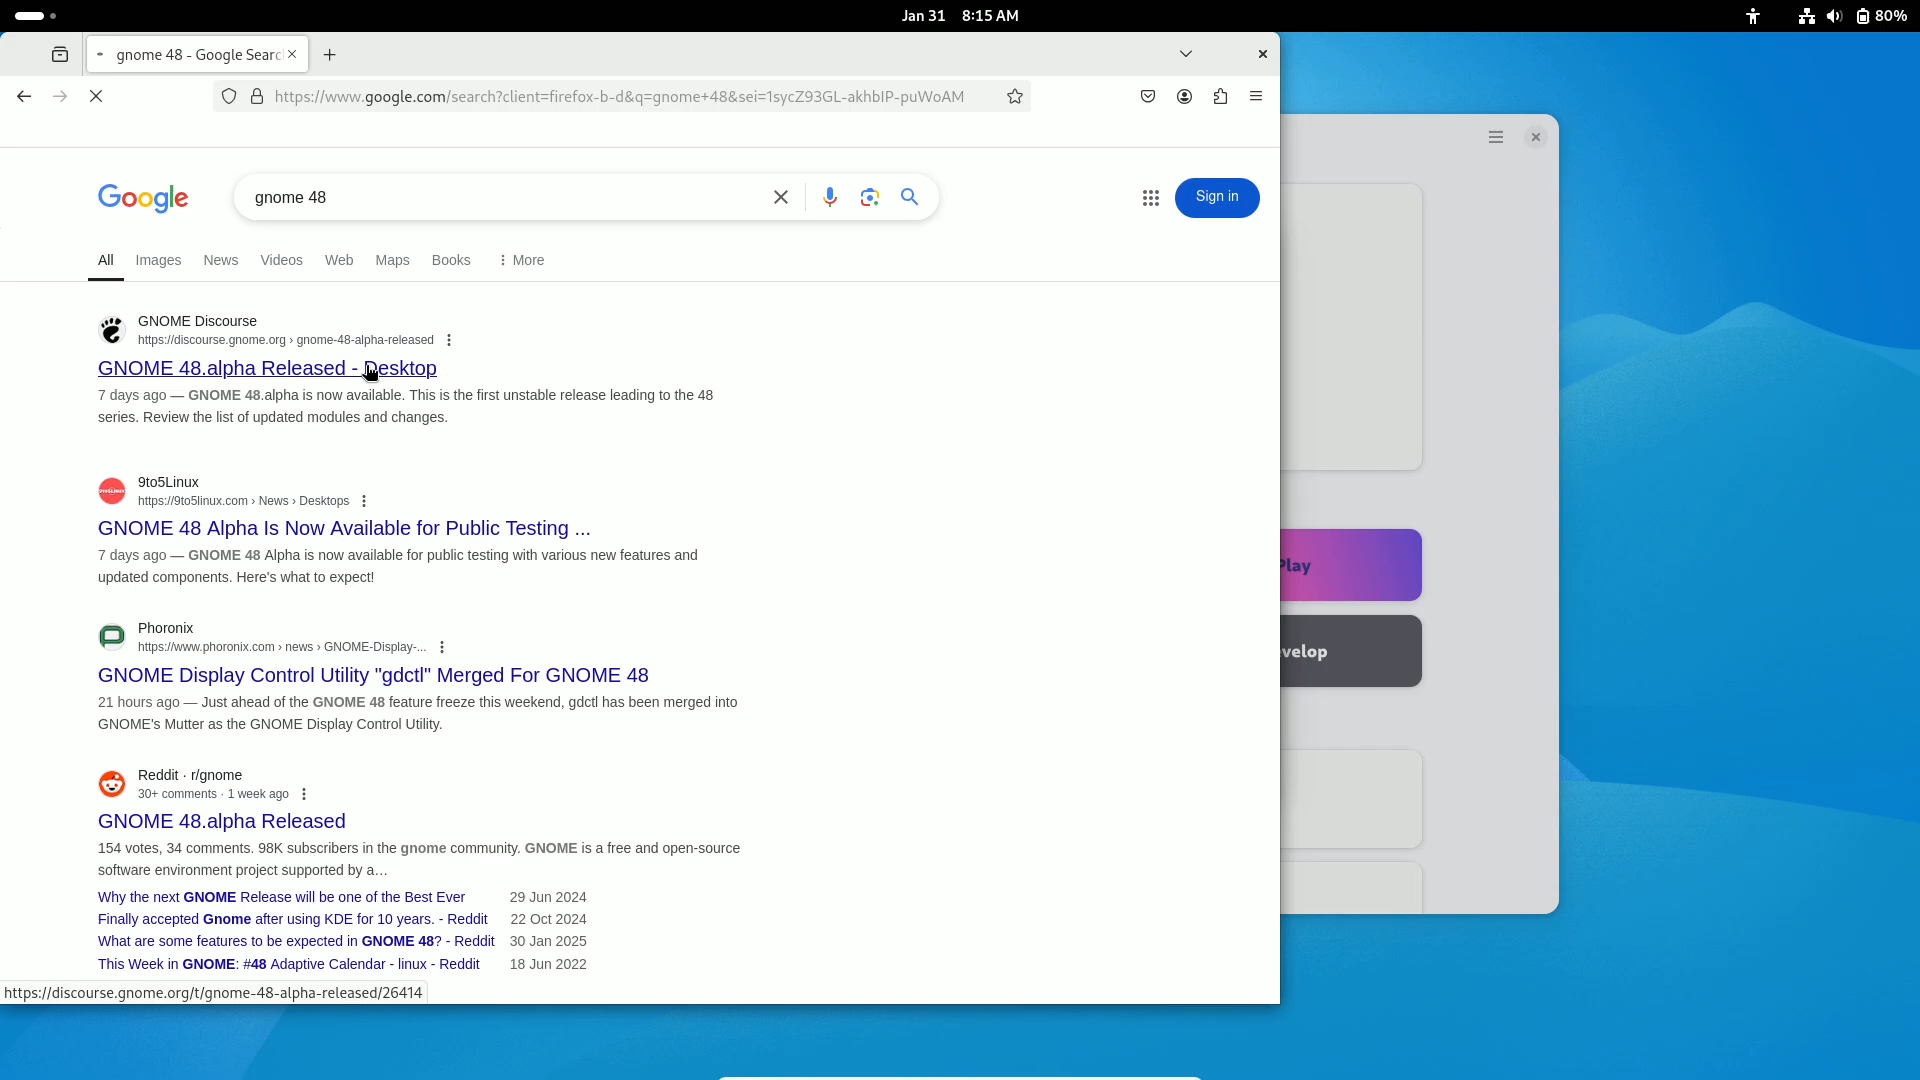 Jan 31 8:15 AM
80%
gnome 48 - Google Searc
https://www.google.com/search?client=firefox-b-d&q=gnome+48&sei=1sycZ93GL-akhbIP-puWoAM
Google
gnome 48
Sign in
All Images News Videos Web Maps Books More
GNOME Discourse
https://discourse.gnome.org › gnome-48-alpha-released
GNOME 48.alpha Released - Desktop
7 days ago — GNOME 48.alpha is now available. This is the first unstable release leading to the 48
series. Review the list of updated modules and changes.
9to5Linux
https://9to5linux.com › News › Desktops
GNOME 48 Alpha Is Now Available for Public Testing ...
7 days ago — GNOME 48 Alpha is now available for public testing with various new features and
updated components. Here's what to expect!
Play
Phoronix
https://www.phoronix.com › news › GNOME-Display-...
GNOME Display Control Utility "gdctl" Merged For GNOME 48
21 hours ago — Just ahead of the GNOME 48 feature freeze this weekend, gdctl has been merged into
GNOME's Mutter as the GNOME Display Control Utility.
velop
Reddit · r/gnome
30+ comments · 1 week ago
GNOME 48.alpha Released
154 votes, 34 comments. 98K subscribers in the gnome community. GNOME is a free and open-source
software environment project supported by a...
Why the next GNOME Release will be one of the Best Ever 29 Jun 2024
Finally accepted Gnome after using KDE for 10 years. - Reddit 22 Oct 2024
What are some features to be expected in GNOME 48? - Reddit 30 Jan 2025
This Week in GNOME: #48 Adaptive Calendar - linux - Reddit 18 Jun 2022
https://discourse.gnome.org/t/gnome-48-alpha-released/26414